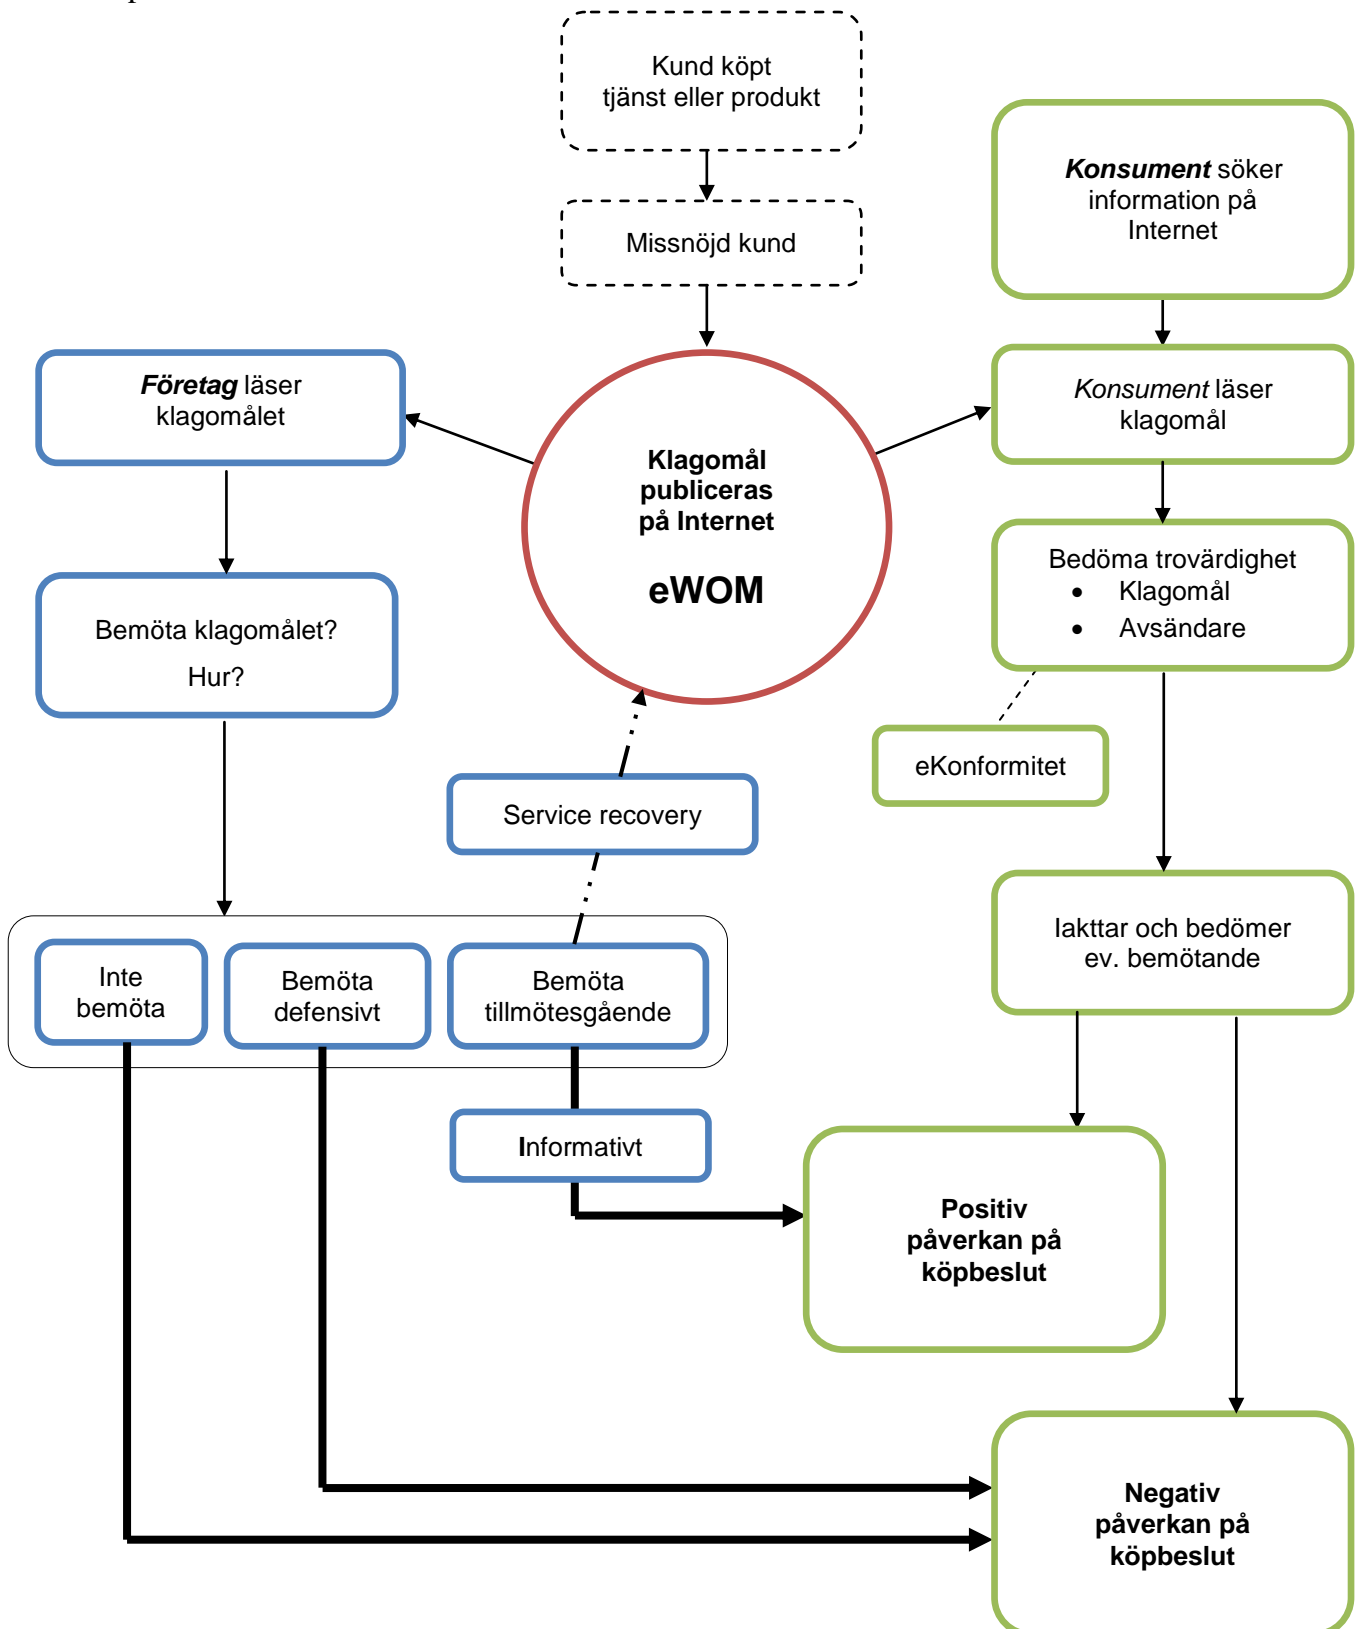 Kund köpt
tjänst eller produkt
Missnöjd kund
Konsument söker
information på
Internet
Företag läser
klagomålet
Klagomål
publiceras
på Internet
eWOM
Konsument läser
klagomål
Bemöta klagomålet?
Hur?
Bedöma trovärdighet
• Klagomål
• Avsändare
eKonformitet
Service recovery
Inte
bemöta
Bemöta
defensivt
Bemöta
tillmötesgående
Iakttar och bedömer
ev. bemötande
Informativt
Positiv
påverkan på
köpbeslut
Negativ
påverkan på
köpbeslut